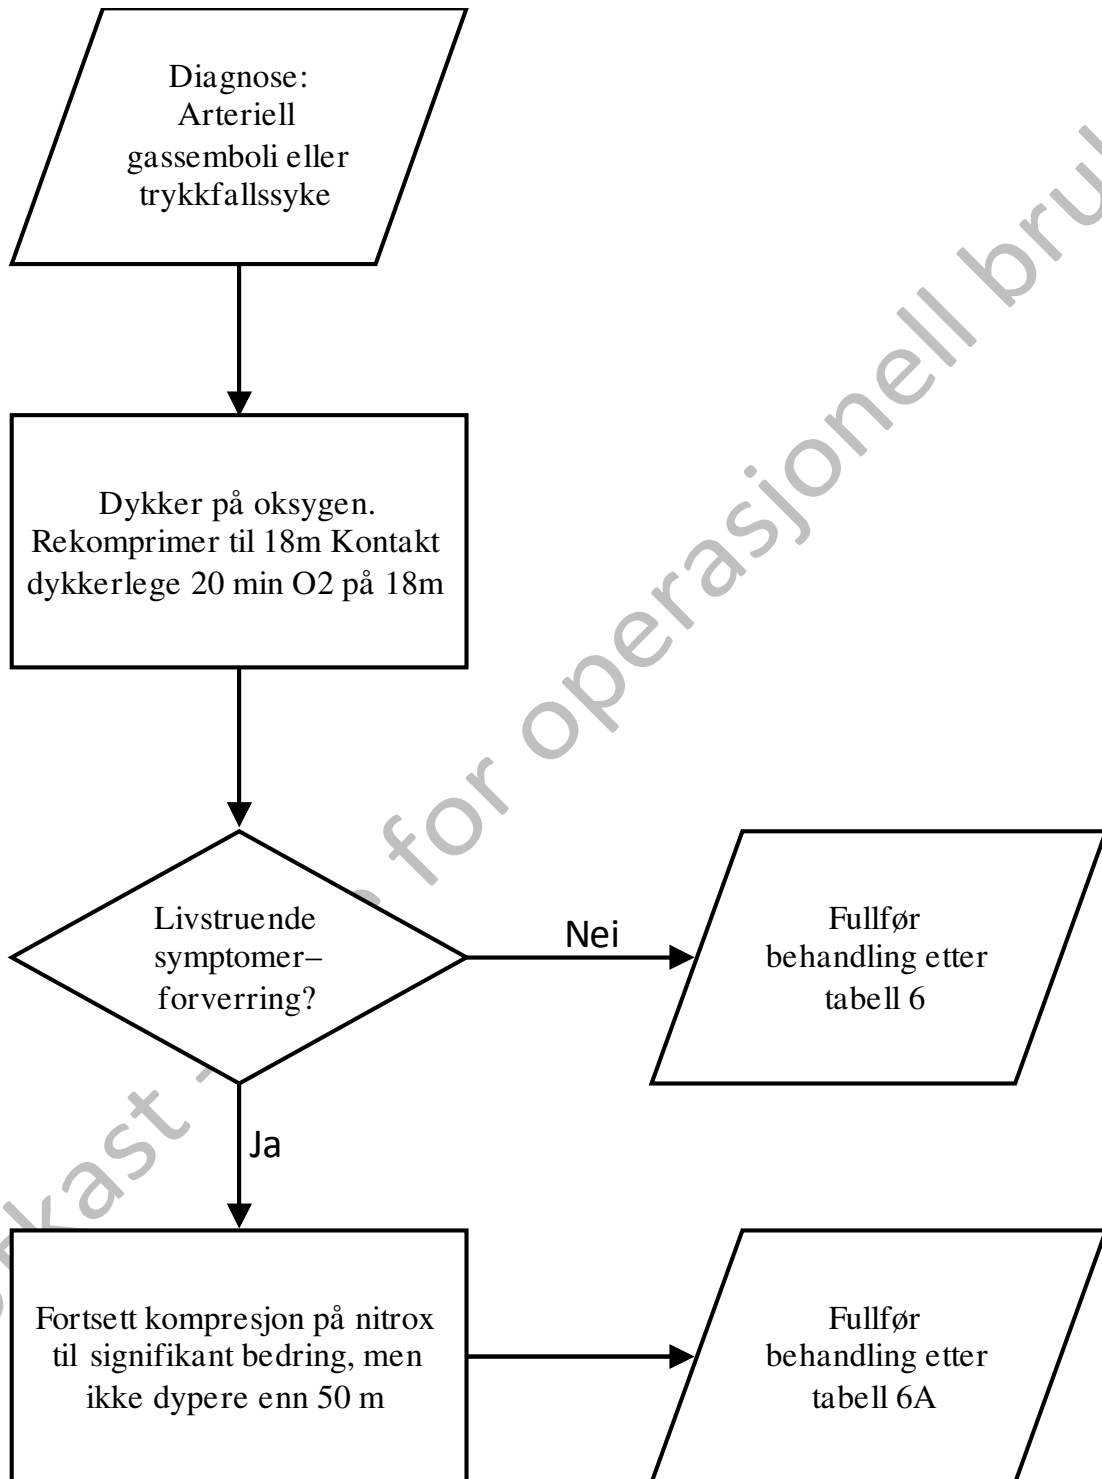 Diagnose:
Arteriell
gassemboli eller
trykkfallssyke
Dykker på oksygen.
Rekomprimer til 18m Kontakt
dykkerlege 20 min O2 på 18m
Livstruende
symptomer–
forverring?
Nei
Fullfør
behandling etter
tabell 6
Ja
Fortsett kompresjon på nitrox
til signifikant bedring, men
ikke dypere enn 50 m
Fullfør
behandling etter
tabell 6A
for operasjonell